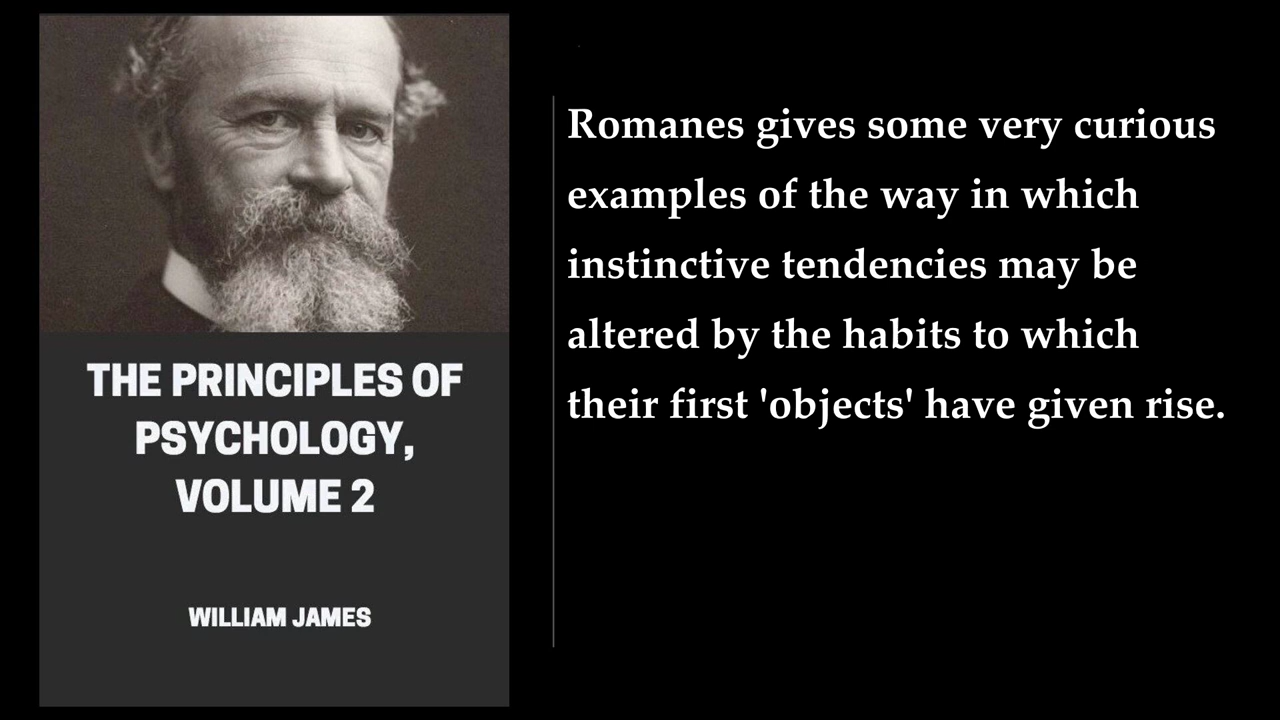 THE PRINCIPLES OF
PSYCHOLOGY,
VOLUME 2
WILLIAM JAMES
Romanes gives some very curious
examples of the way in which
instinctive tendencies may be
altered by the habits to which
their first 'objects' have given rise.